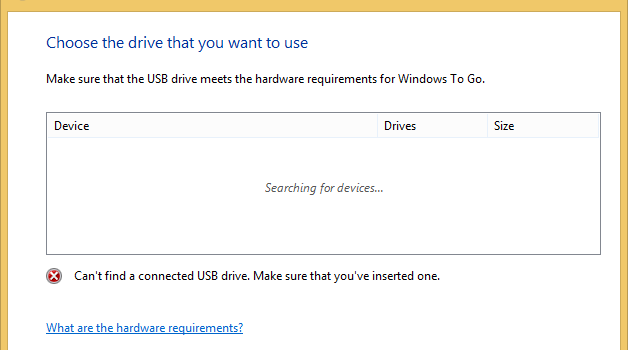 Choose the drive that you want to use
Make sure that the USB drive meets the hardware requirements for Windows To Go.
Device Drives Size
Searching for devices...
Can't find a connected USB drive. Make sure that you've inserted one.
What are the hardware requirements?